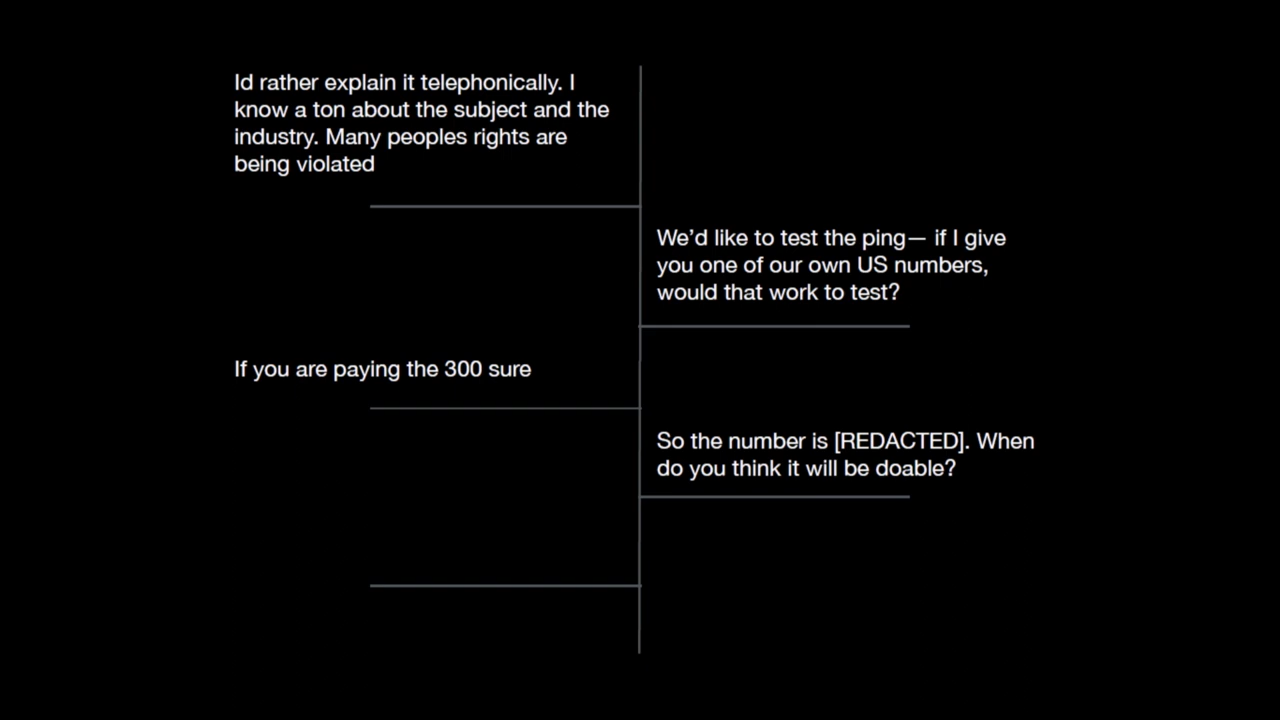 Id rather explain it telephonically. I
know a ton about the subject and the
industry. Many peoples rights are
being violated
We’d like to test the ping— if I give
you one of our own US numbers,
would that work to test?
If you are paying the 300 sure
So the number is [REDACTED]. When
do you think it will be doable?